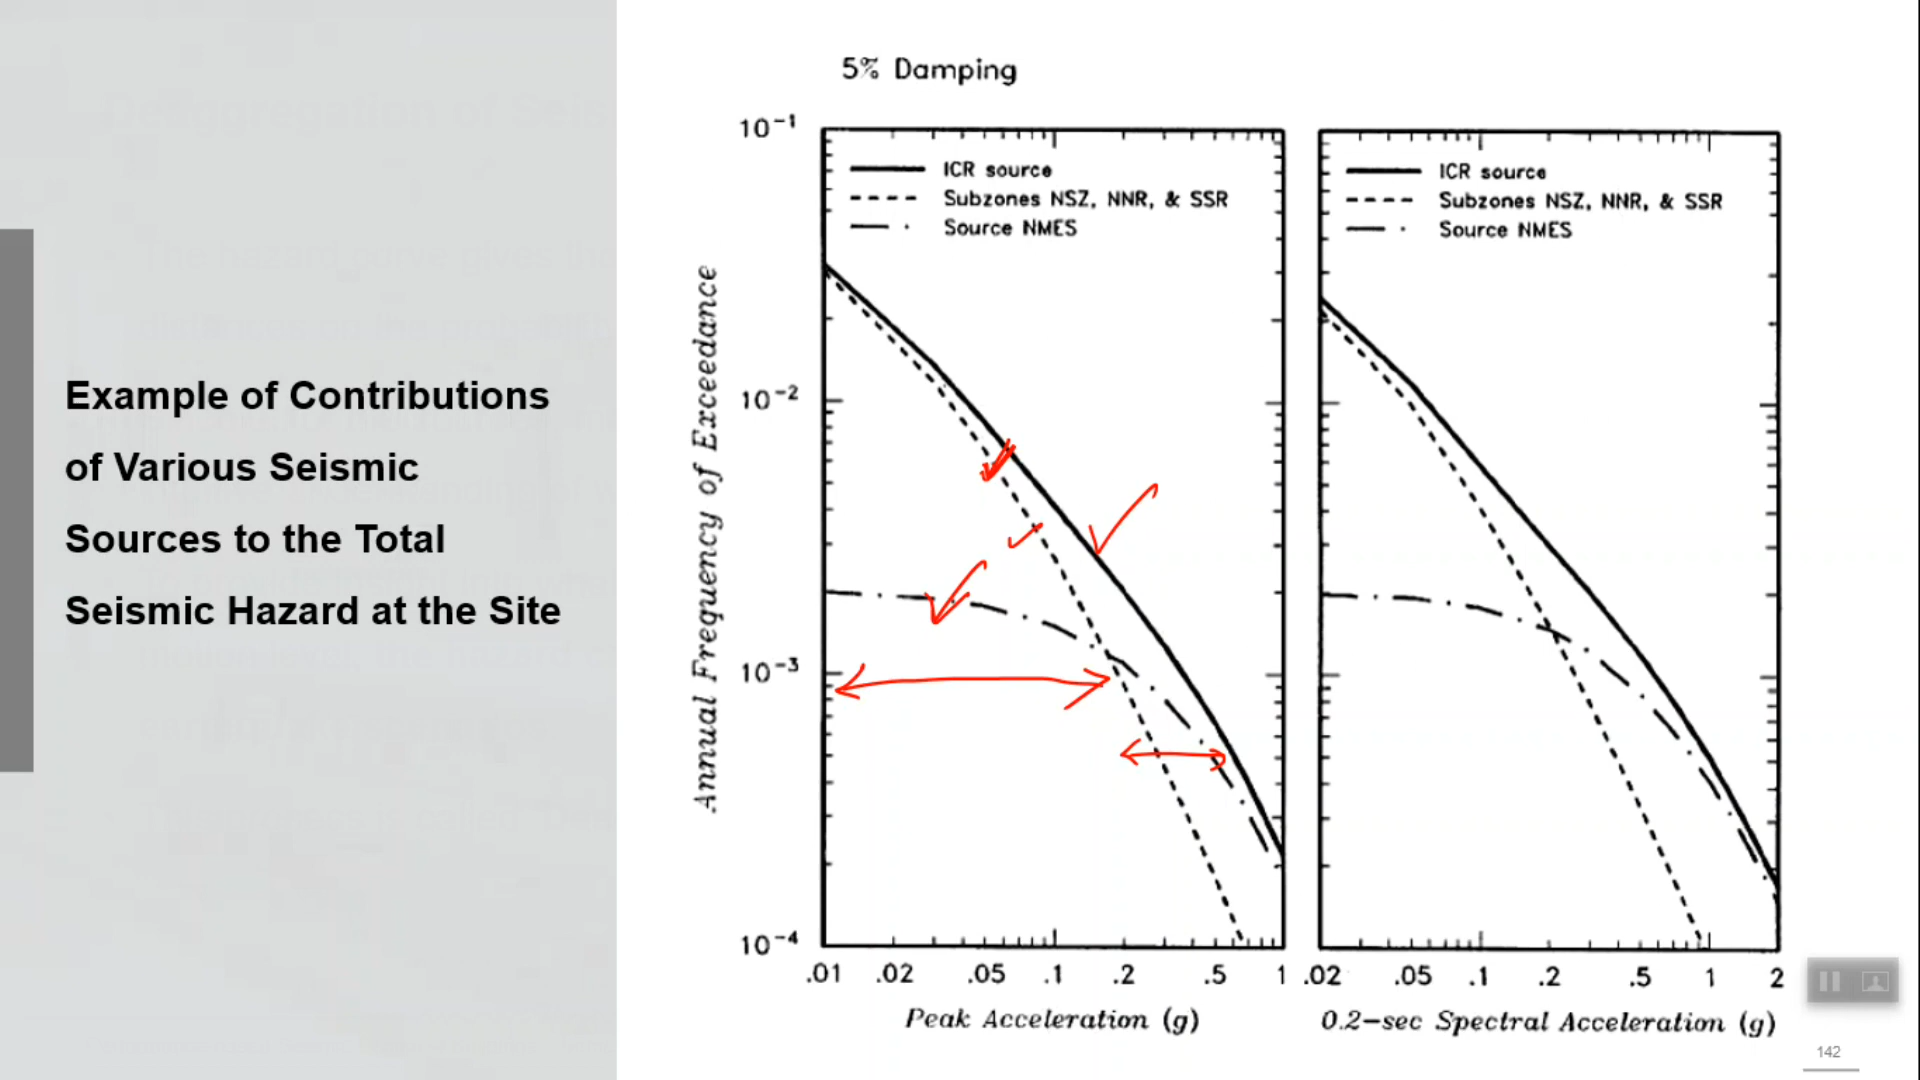 Example of Contributions
of Various Seismic
Sources to the Total
Seismic Hazard at the Site
5% Damping
ICR source
Subzones NSZ, NNR, & SSR
Source NMES
ICR source
Subzones NSZ, NNR, & SSR
Source NMES
Annual Frequency of Exceedance
10⁻¹
10⁻²
10⁻³
10⁻⁴
.01 .02 .05 .1 .2 .5 1
.02 .05 .1 .2 .5 1 2
Peak Acceleration (g)
0.2-sec Spectral Acceleration (g)
142